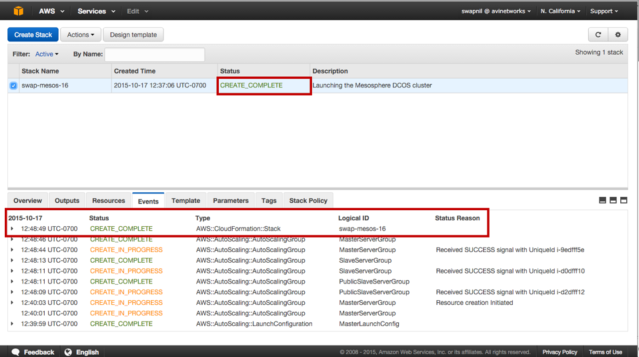 AWS Services Edit swapnil @ avinetworks N. California Support
Create Stack Actions Design template
Filter: Active By Name: Showing 1 stack
Stack Name Created Time Status Description
swap-mesos-16 2015-10-17 12:37:06 UTC-0700 CREATE_COMPLETE Launching the Mesosphere DCOS cluster
Overview Outputs Resources Events Template Parameters Tags Stack Policy
2015-10-17 Status Type Logical ID Status Reason
12:48:49 UTC-0700 CREATE_COMPLETE AWS::CloudFormation::Stack swap-mesos-16
12:48:46 UTC-0700 CREATE_COMPLETE AWS::AutoScaling::AutoScalingGroup MasterServerGroup
12:48:44 UTC-0700 CREATE_IN_PROGRESS AWS::AutoScaling::AutoScalingGroup MasterServerGroup Received SUCCESS signal with UniqueId i-9edfff5e
12:48:13 UTC-0700 CREATE_COMPLETE AWS::AutoScaling::AutoScalingGroup SlaveServerGroup
12:48:11 UTC-0700 CREATE_IN_PROGRESS AWS::AutoScaling::AutoScalingGroup SlaveServerGroup Received SUCCESS signal with UniqueId i-d0dfff10
12:48:11 UTC-0700 CREATE_COMPLETE AWS::AutoScaling::AutoScalingGroup PublicSlaveServerGroup
12:48:09 UTC-0700 CREATE_IN_PROGRESS AWS::AutoScaling::AutoScalingGroup PublicSlaveServerGroup Received SUCCESS signal with UniqueId i-d2dfff12
12:40:03 UTC-0700 CREATE_IN_PROGRESS AWS::AutoScaling::AutoScalingGroup MasterServerGroup Resource creation Initiated
12:40:01 UTC-0700 CREATE_IN_PROGRESS AWS::AutoScaling::AutoScalingGroup MasterServerGroup
12:39:59 UTC-0700 CREATE_COMPLETE AWS::AutoScaling::LaunchConfiguration MasterLaunchConfig
Feedback English © 2008 - 2015, Amazon Web Services, Inc. or its affiliates. All rights reserved. Privacy Policy Terms of Use